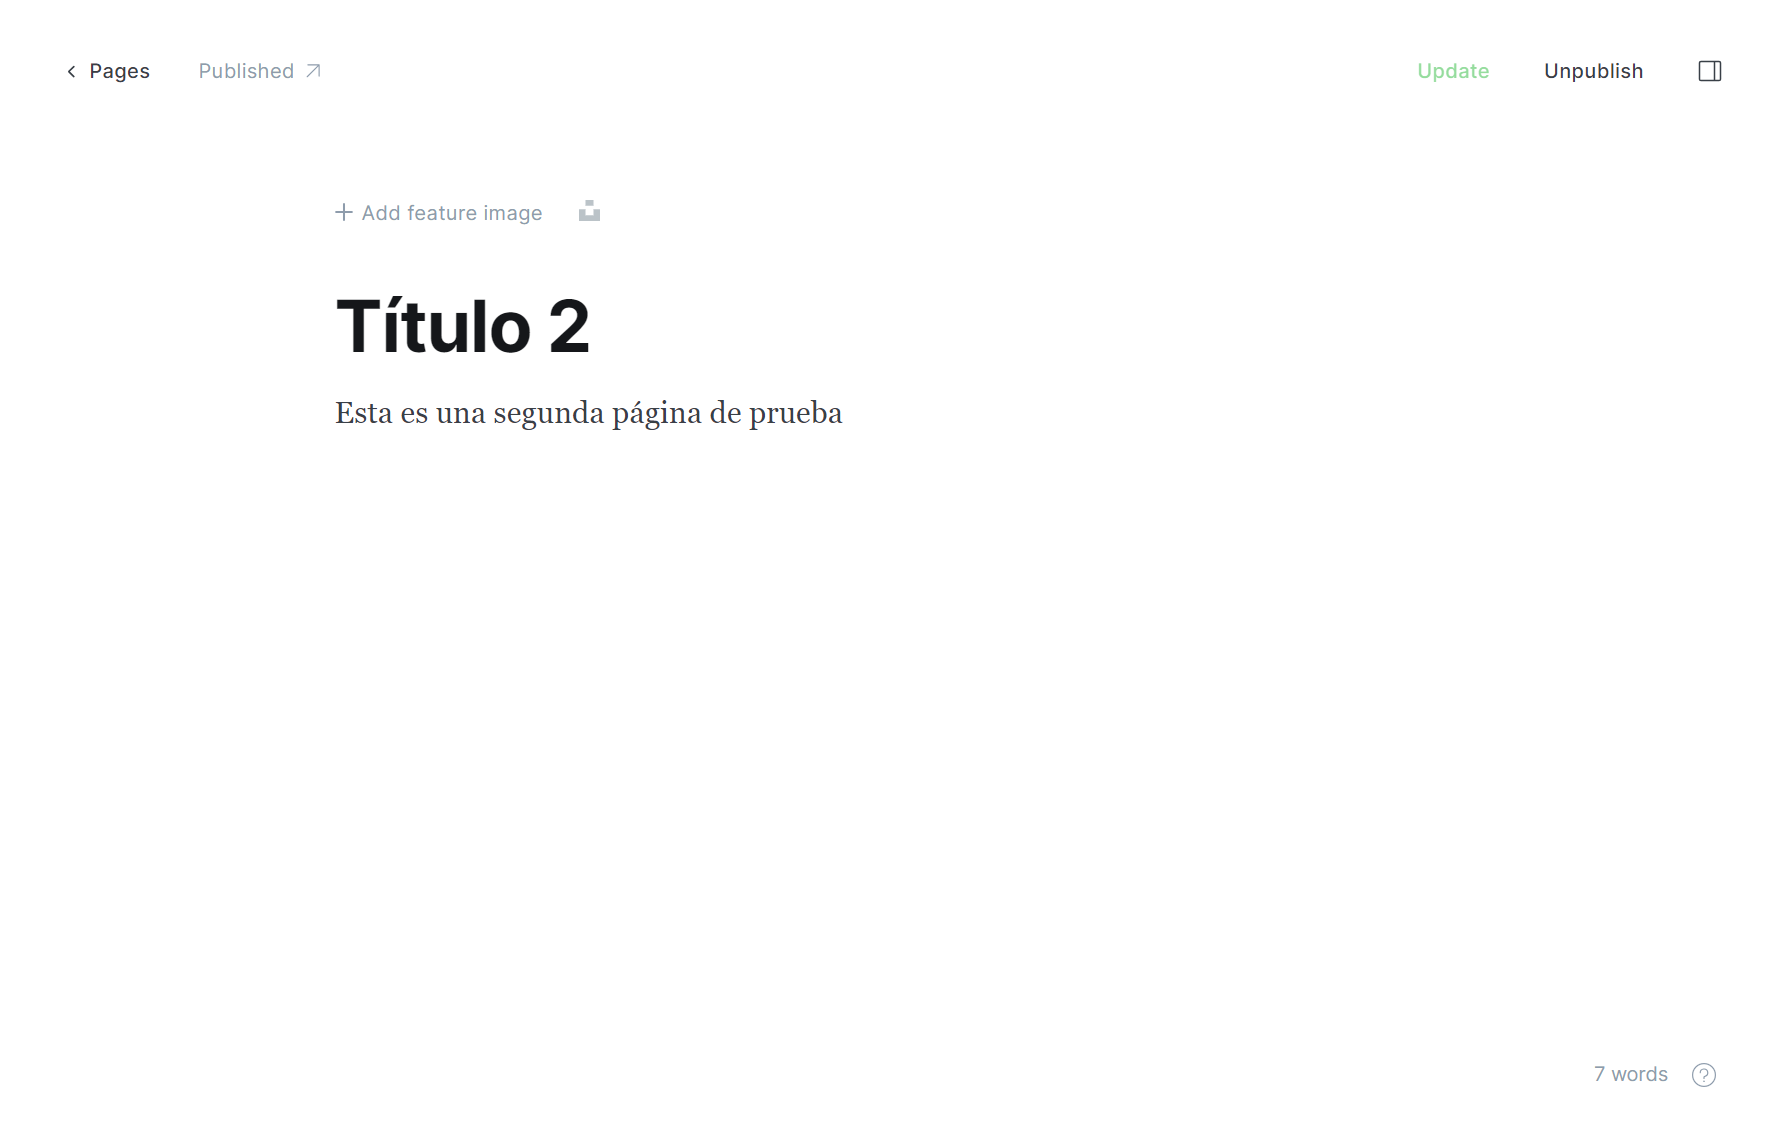 Pages Published Update Unpublish
Add feature image
Título 2
Esta es una segunda página de prueba
7 words ?